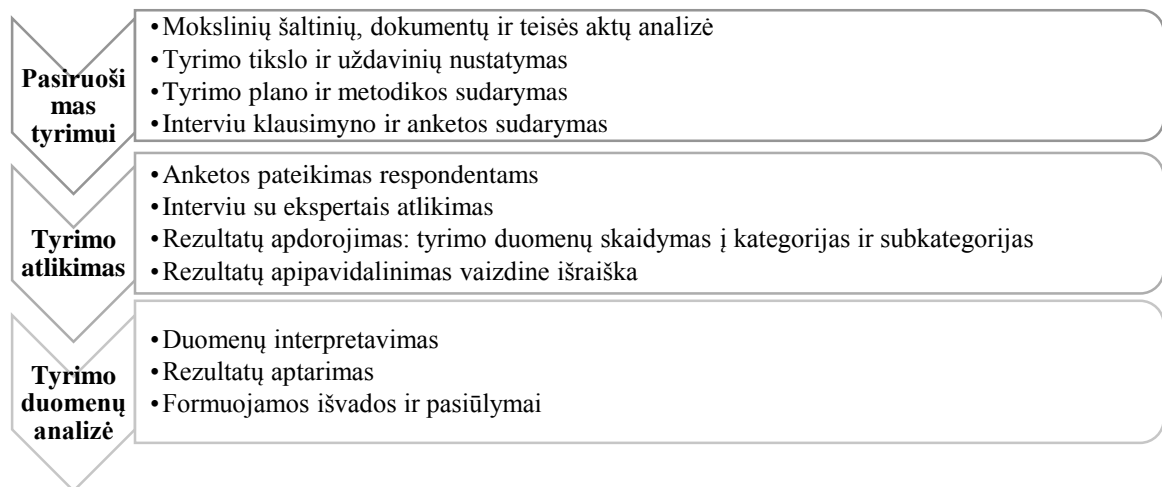 Pasiruoši
mas
tyrimui
•Mokslinių šaltinių, dokumentų ir teisės aktų analizė
•Tyrimo tikslo ir uždavinių nustatymas
•Tyrimo plano ir metodikos sudarymas
•Interviu klausimyno ir anketos sudarymas
Tyrimo
atlikimas
•Anketos pateikimas respondentams
•Interviu su ekspertais atlikimas
•Rezultatų apdorojimas: tyrimo duomenų skaidymas į kategorijas ir subkategorijas
•Rezultatų apipavidalinimas vaizdine išraiška
Tyrimo
duomenų
analizė
•Duomenų interpretavimas
•Rezultatų aptarimas
•Formuojamos išvados ir pasiūlymai